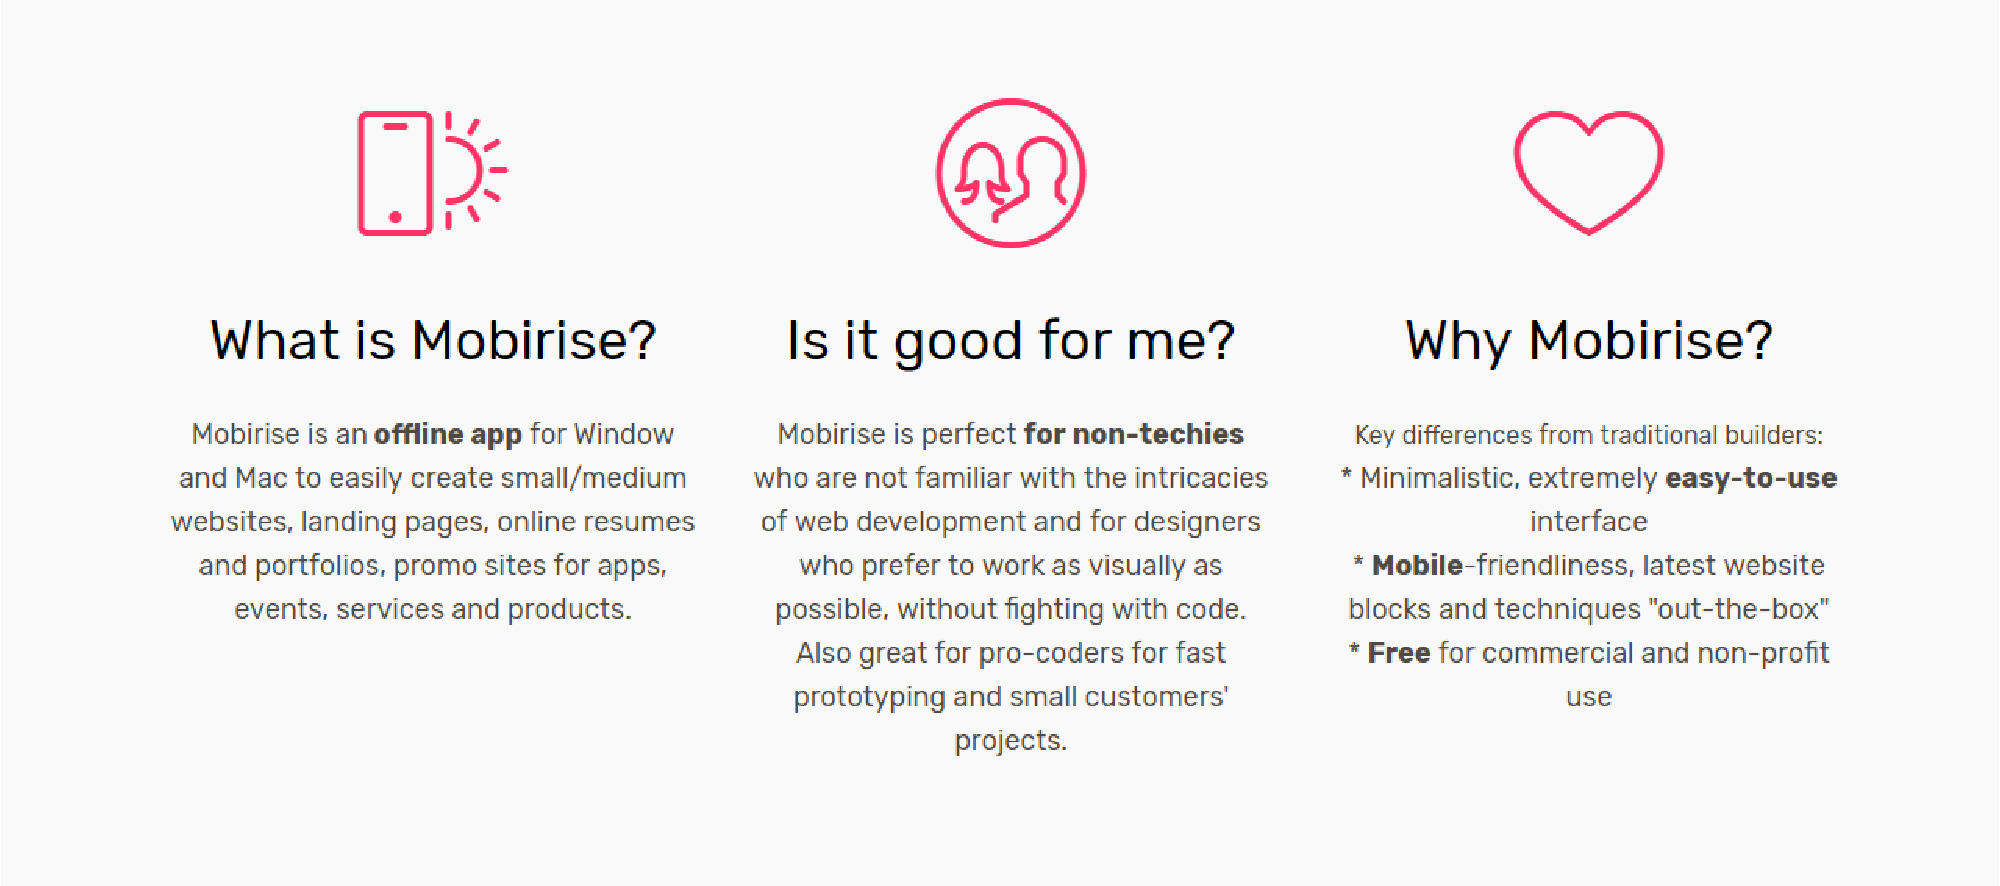 What is Mobirise?
Mobirise is an offline app for Window
and Mac to easily create small/medium
websites, landing pages, online resumes
and portfolios, promo sites for apps,
events, services and products.
Is it good for me?
Mobirise is perfect for non-techies
who are not familiar with the intricacies
of web development and for designers
who prefer to work as visually as
possible, without fighting with code.
Also great for pro-coders for fast
prototyping and small customers'
projects.
Why Mobirise?
Key differences from traditional builders:
* Minimalistic, extremely easy-to-use
interface
* Mobile-friendliness, latest website
blocks and techniques "out-the-box"
* Free for commercial and non-profit
use